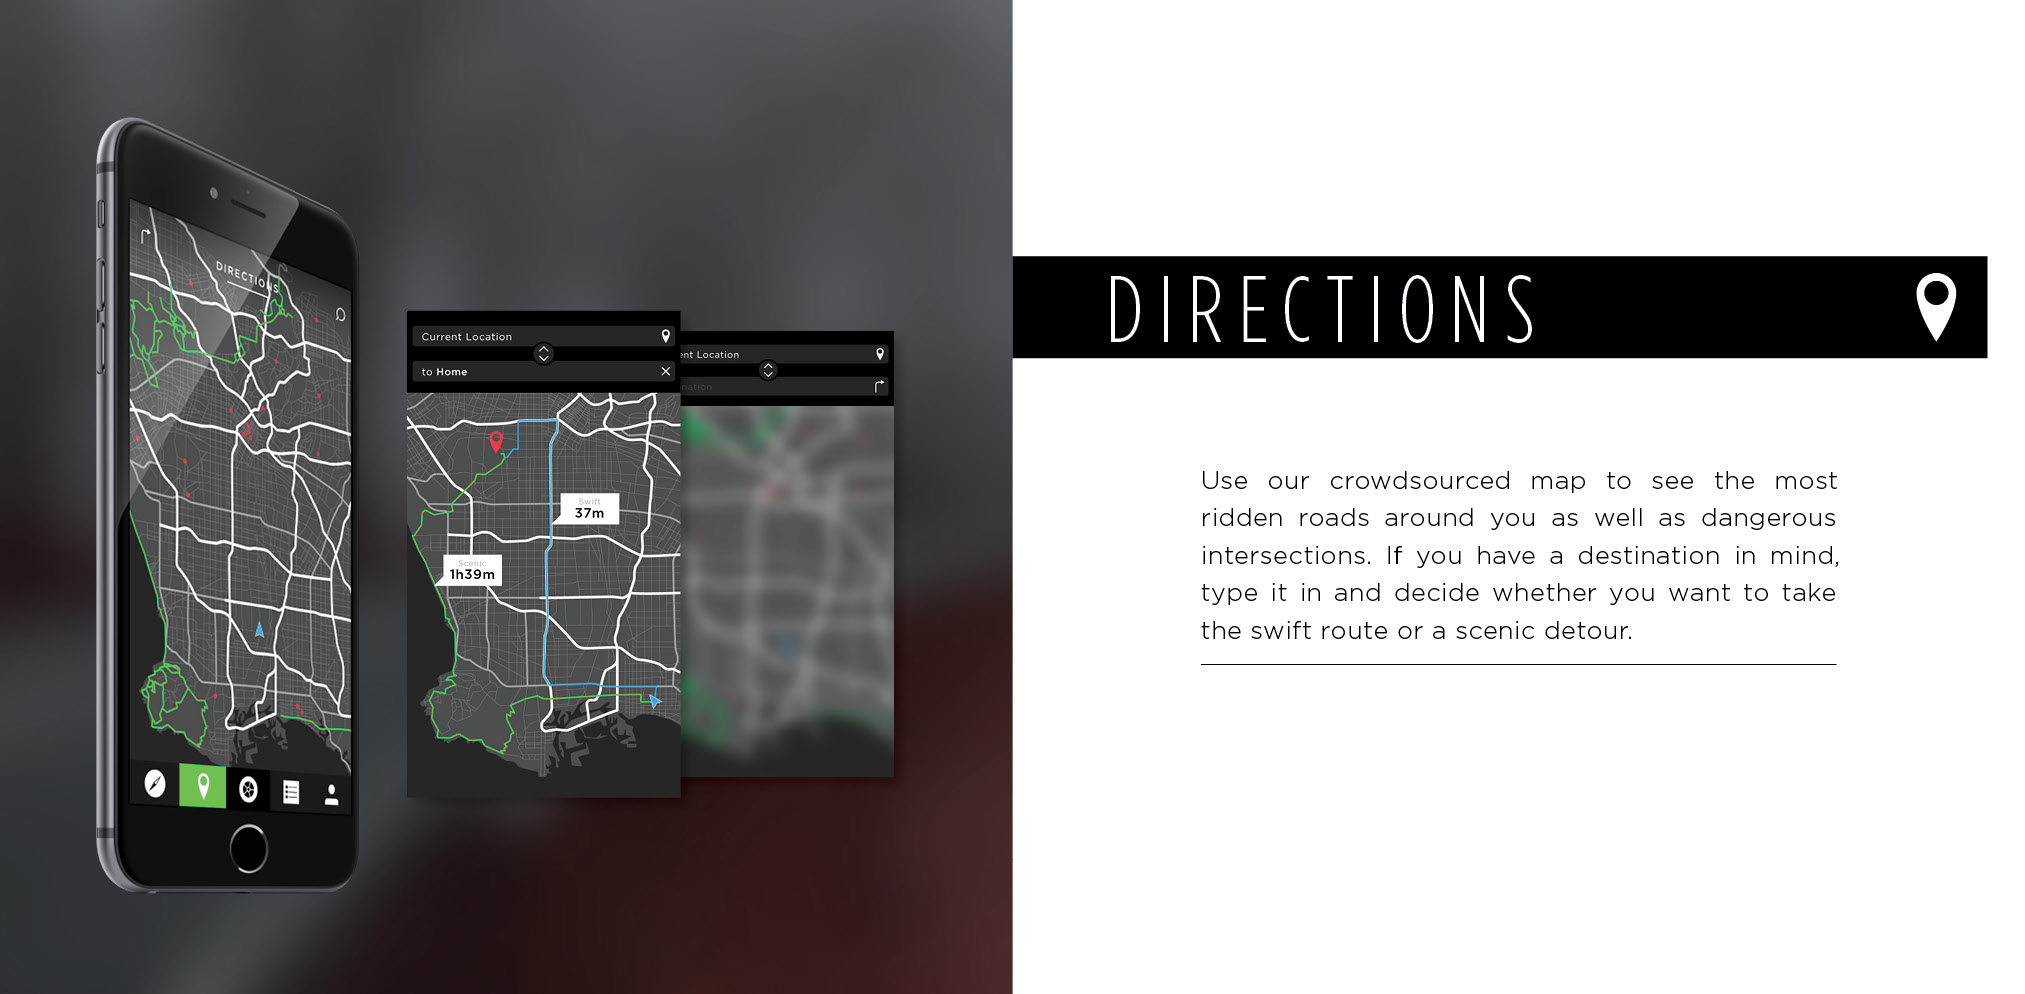 DIRECTIONS
Current Location
to Home
Swift
37m
Scenic
1h39m
ent Location
nation
DIRECTIONS
Use our crowdsourced map to see the most
ridden roads around you as well as dangerous
intersections. If you have a destination in mind,
type it in and decide whether you want to take
the swift route or a scenic detour.